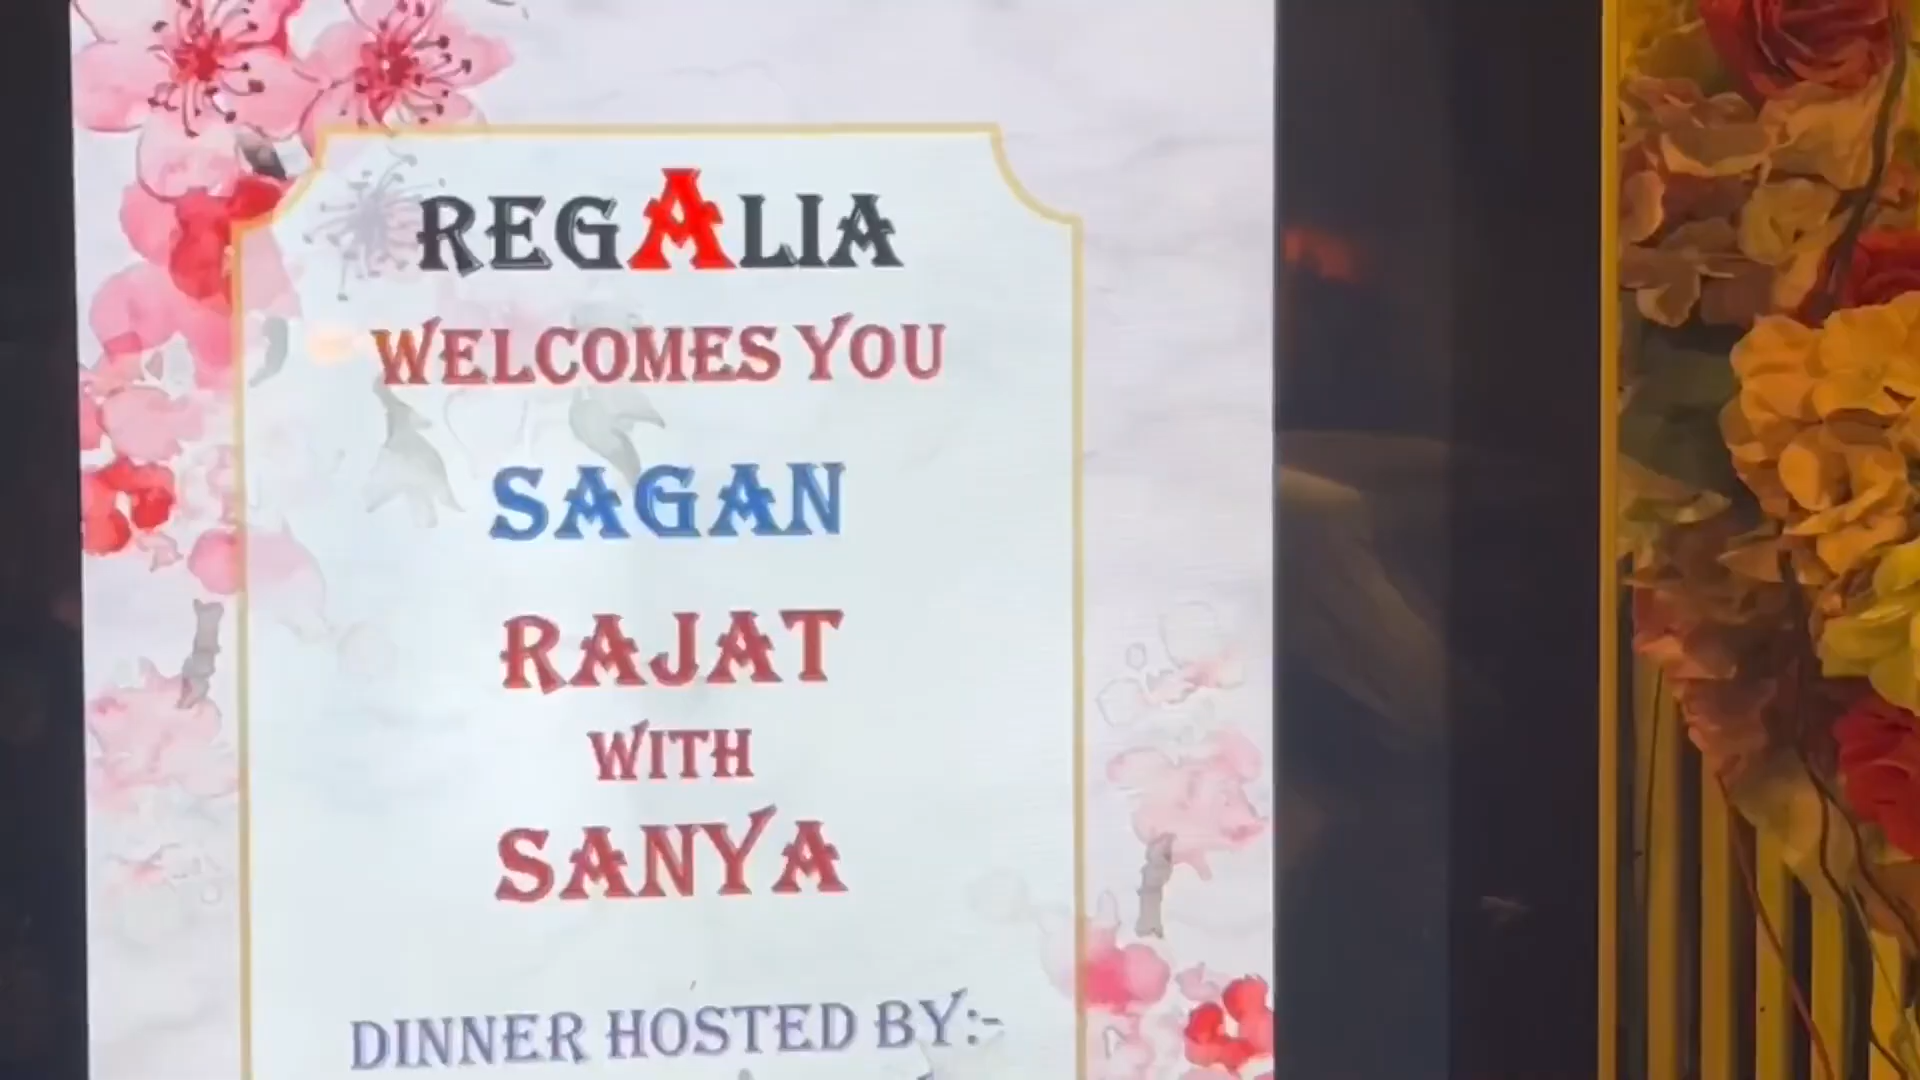 REGALIA
WELCOMES YOU
SAGAN
RAJAT
WITH
SANYA
DINNER HOSTED BY:-